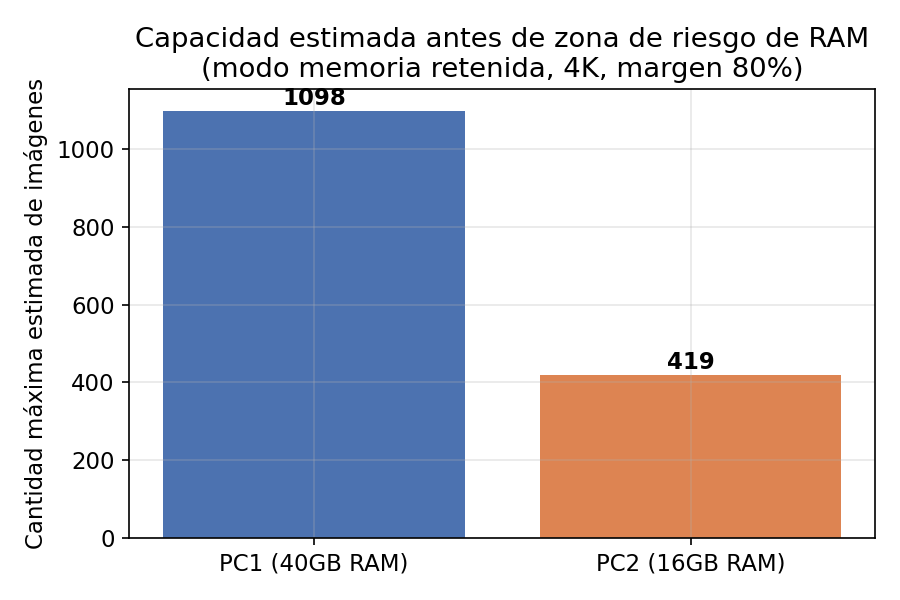 Capacidad estimada antes de zona de riesgo de RAM
(modo memoria retenida, 4K, margen 80%)
Cantidad máxima estimada de imágenes
1000
800
600
400
200
0
1098
419
PC1 (40GB RAM)
PC2 (16GB RAM)